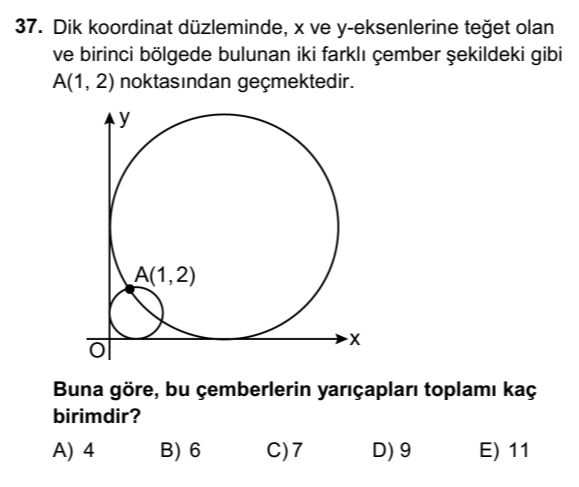 37. Dik koordinat düzleminde, x ve y-eksenlerine teğet olan
ve birinci bölgede bulunan iki farklı çember şekildeki gibi
A(1, 2) noktasından geçmektedir.
y
A(1,2)
x
O
Buna göre, bu çemberlerin yarıçapları toplamı kaç
birimdir?
A) 4 B) 6 C) 7 D) 9 E) 11